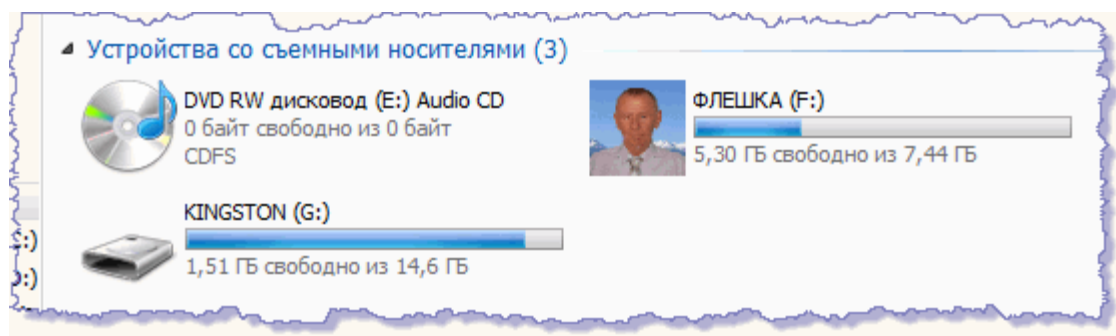 Устройства со съемными носителями (3)
DVD RW дисковод (E:) Audio CD
0 байт свободно из 0 байт
CDFS
ФЛЕШКА (F:)
5,30 ГБ свободно из 7,44 ГБ
KINGSTON (G:)
1,51 ГБ свободно из 14,6 ГБ
:)
:)